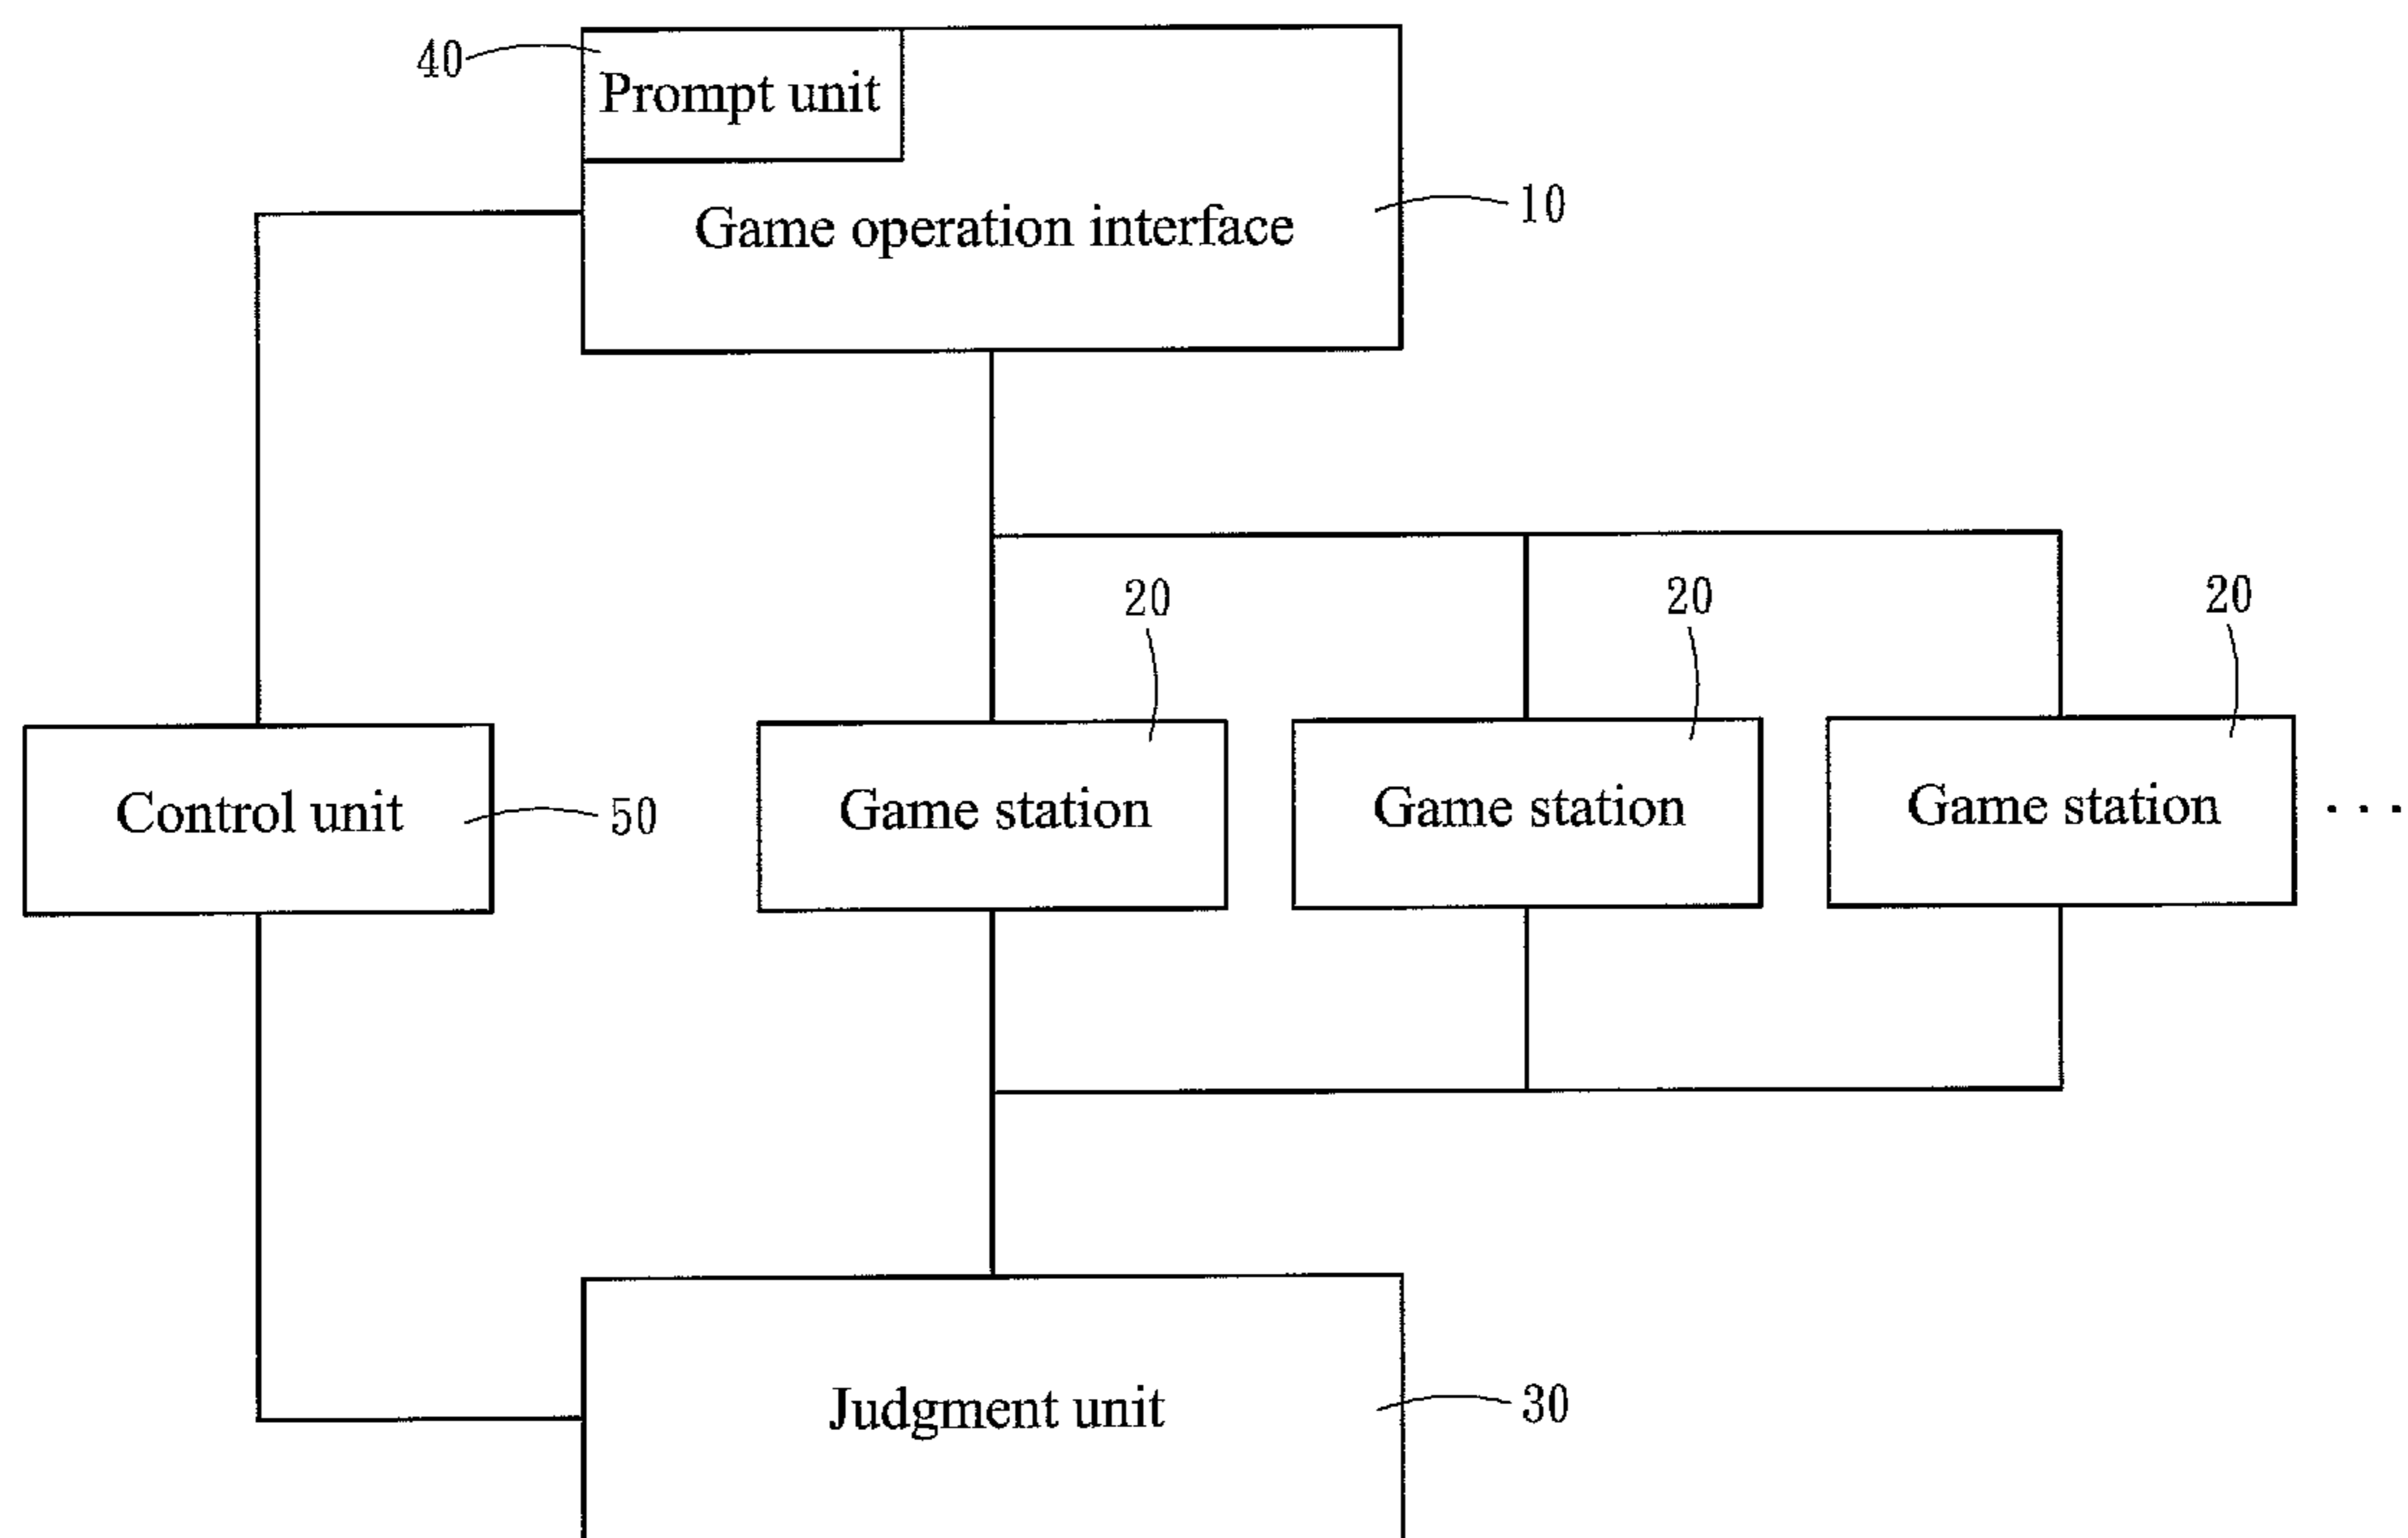 40
Prompt unit
Game operation interface
10
20
20
20
Control unit
50
Game station
Game station
Game station
...
Judgment unit
30